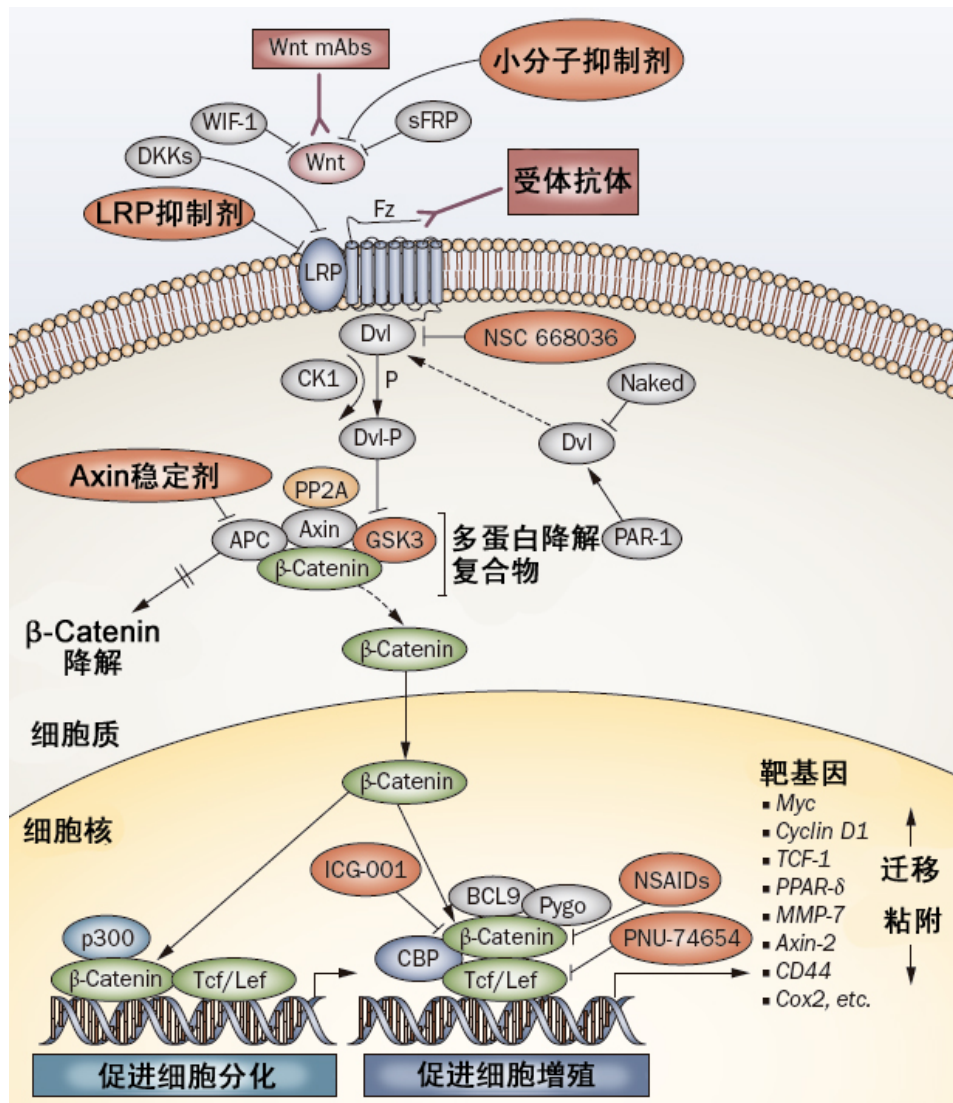 Wnt mAbs
小分子抑制剂
WIF-1
sFRP
Wnt
DKKs
受体抗体
LRP抑制剂
Fz
LRP
Dvl
NSC 668036
CK1
P
Naked
Dvl-P
Dvl
Axin稳定剂
PP2A
Axin
APC
GSK3
β-Catenin
多蛋白降解
复合物
PAR-1
β-Catenin
降解
β-Catenin
细胞质
β-Catenin
细胞核
靶基因
▪ Myc
▪ Cyclin D1
▪ TCF-1
▪ PPAR-δ
▪ MMP-7
▪ Axin-2
▪ CD44
▪ Cox2, etc.
迁移
粘附
ICG-001
BCL9
Pygo
NSAIDs
p300
β-Catenin
PNU-74654
CBP
β-Catenin
Tcf/Lef
Tcf/Lef
促进细胞分化
促进细胞增殖